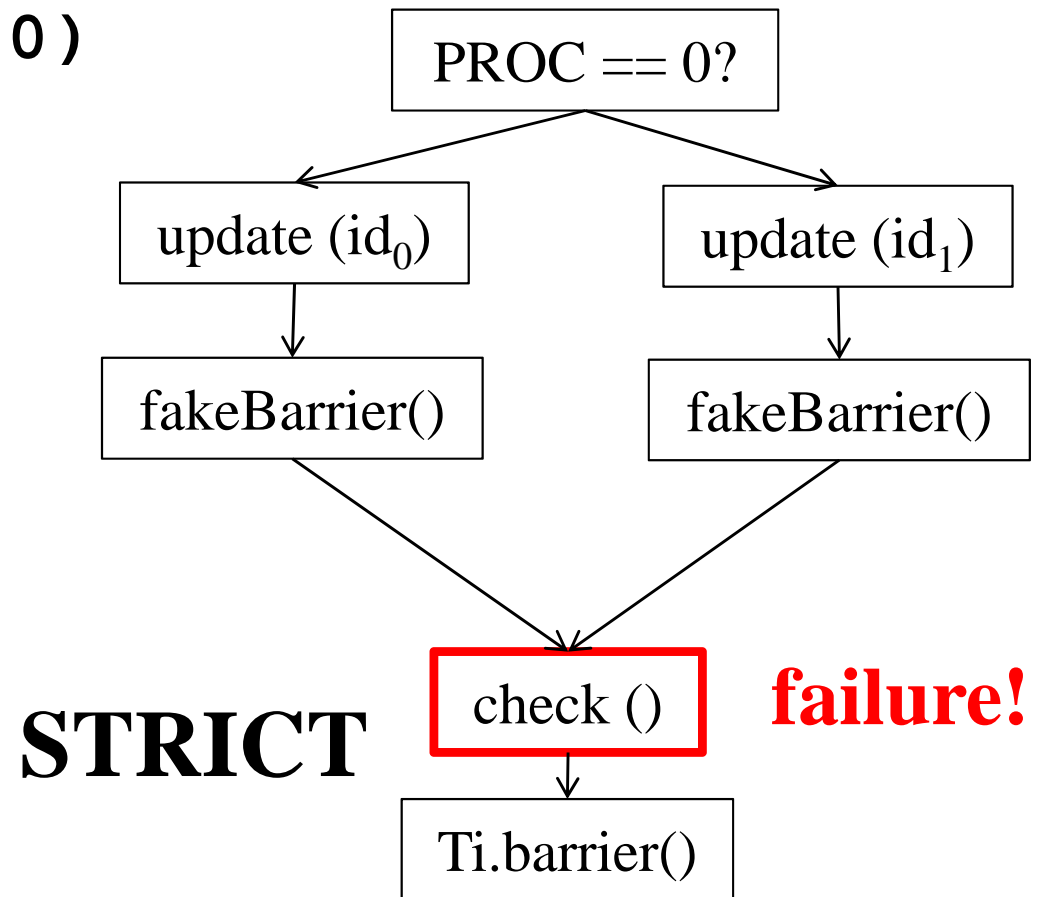 0)
PROC == 0?
update (id₀)
update (id₁)
fakeBarrier()
fakeBarrier()
check ()
failure!
STRICT
Ti.barrier()